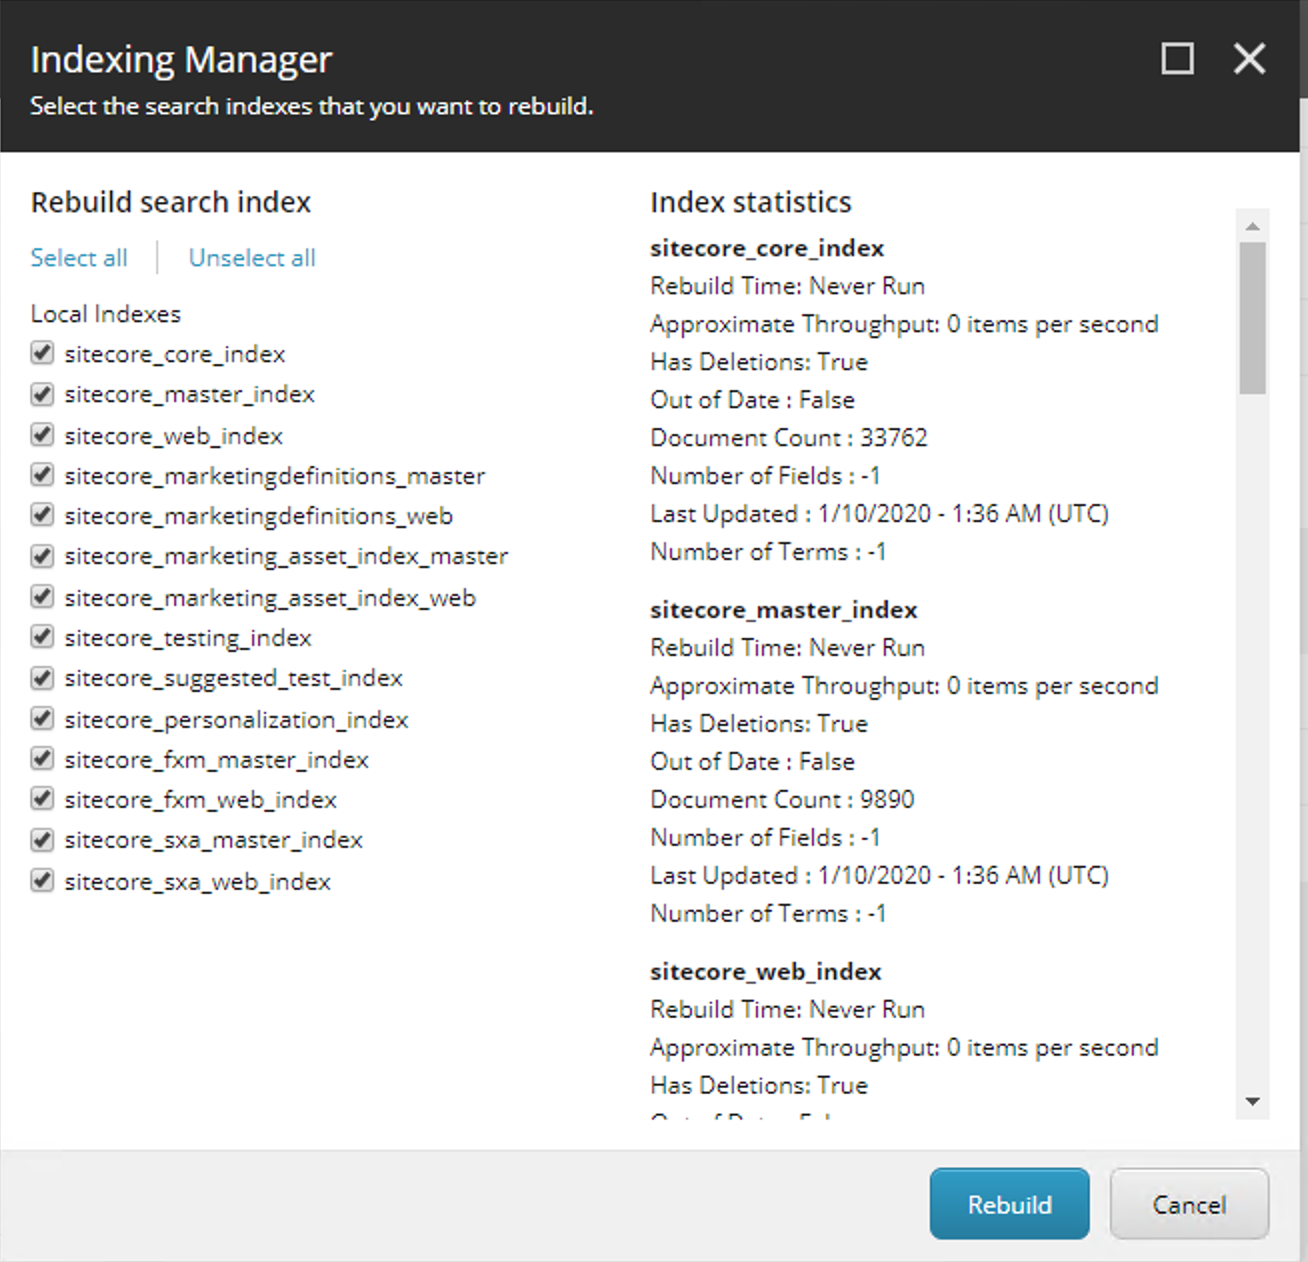 Indexing Manager
Select the search indexes that you want to rebuild.
Rebuild search index
Select all
Unselect all
Local Indexes
sitecore_core_index
sitecore_master_index
sitecore_web_index
sitecore_marketingdefinitions_master
sitecore_marketingdefinitions_web
sitecore_marketing_asset_index_master
sitecore_marketing_asset_index_web
sitecore_testing_index
sitecore_suggested_test_index
sitecore_personalization_index
sitecore_fxm_master_index
sitecore_fxm_web_index
sitecore_sxa_master_index
sitecore_sxa_web_index
Index statistics
sitecore_core_index
Rebuild Time: Never Run
Approximate Throughput: 0 items per second
Has Deletions: True
Out of Date : False
Document Count : 33762
Number of Fields : -1
Last Updated : 1/10/2020 - 1:36 AM (UTC)
Number of Terms : -1
sitecore_master_index
Rebuild Time: Never Run
Approximate Throughput: 0 items per second
Has Deletions: True
Out of Date : False
Document Count : 9890
Number of Fields : -1
Last Updated : 1/10/2020 - 1:36 AM (UTC)
Number of Terms : -1
sitecore_web_index
Rebuild Time: Never Run
Approximate Throughput: 0 items per second
Has Deletions: True
Rebuild
Cancel